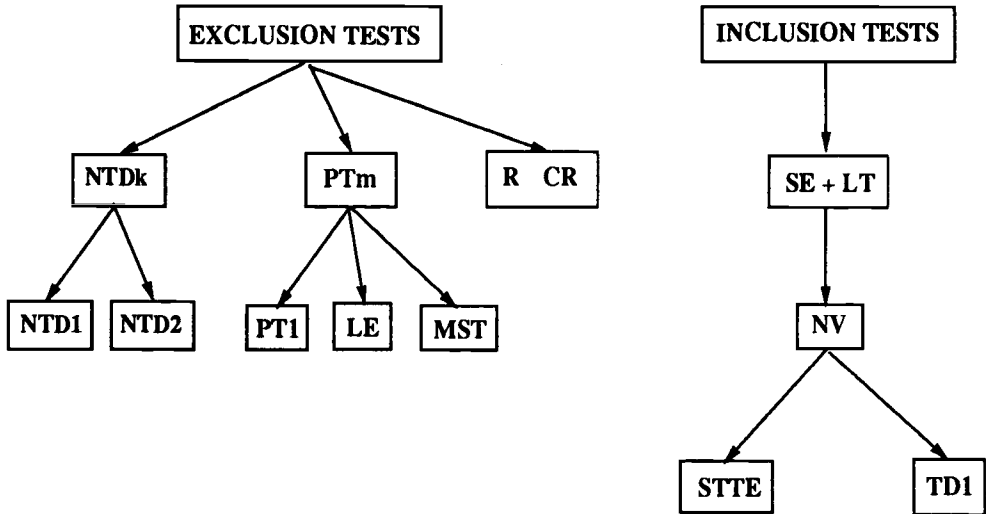 EXCLUSION TESTS
INCLUSION TESTS
NTDk
PTm
R CR
SE + LT
NTD1
NTD2
PT1
LE
MST
NV
STTE
TD1